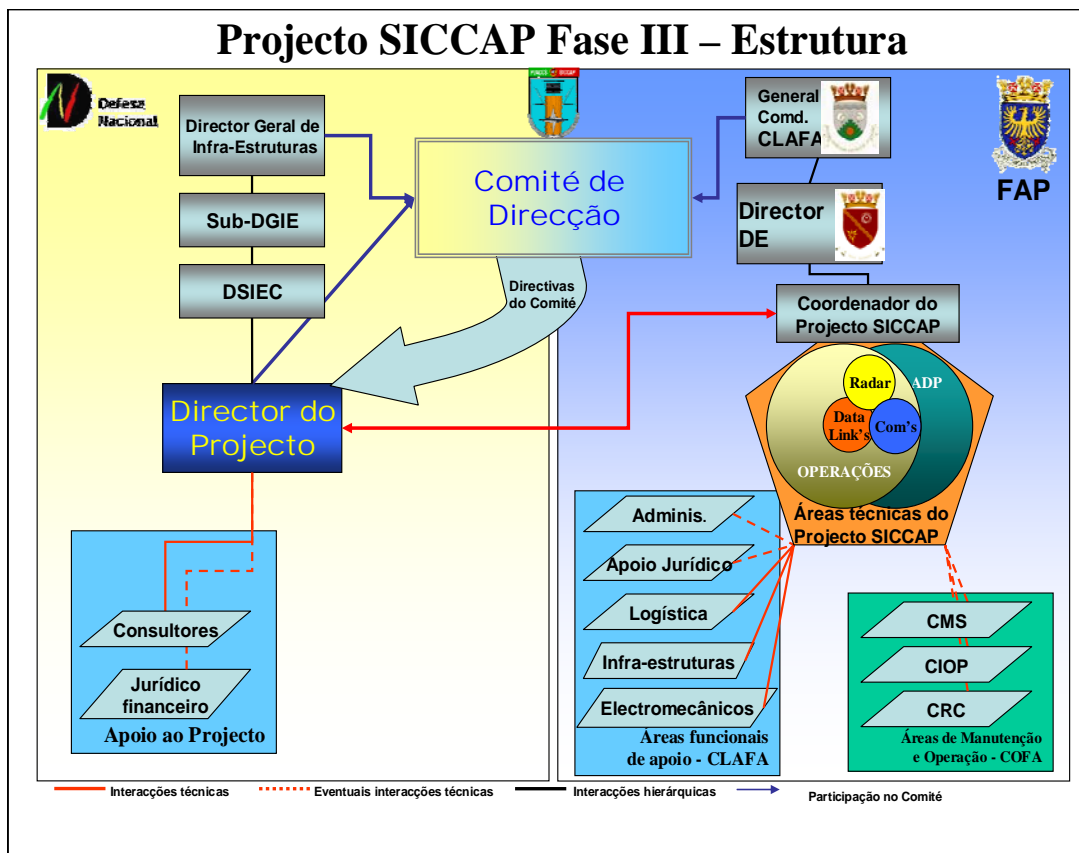 Projecto SICCAP Fase III – Estrutura
Defesa
Nacional
Director Geral de
Infra-Estruturas
Sub-DGIE
DSIEC
Comité de
Direcção
General
Comd.
CLAFA
FAP
Director
DE
Directivas
do Comité
Coordenador do
Projecto SICCAP
Director do
Projecto
Radar
ADP
Data
Link's
Com's
OPERAÇÕES
Áreas técnicas do
Projecto SICCAP
Adminis.
Apoio Jurídico
Logística
Infra-estruturas
Electromecânicos
Áreas funcionais
de apoio - CLAFA
CMS
CIOP
CRC
Áreas de Manutenção
e Operação - COFA
Consultores
Jurídico
financeiro
Apoio ao Projecto
Interacções técnicas
Eventuais interacções técnicas
Interacções hierárquicas
Participação no Comité